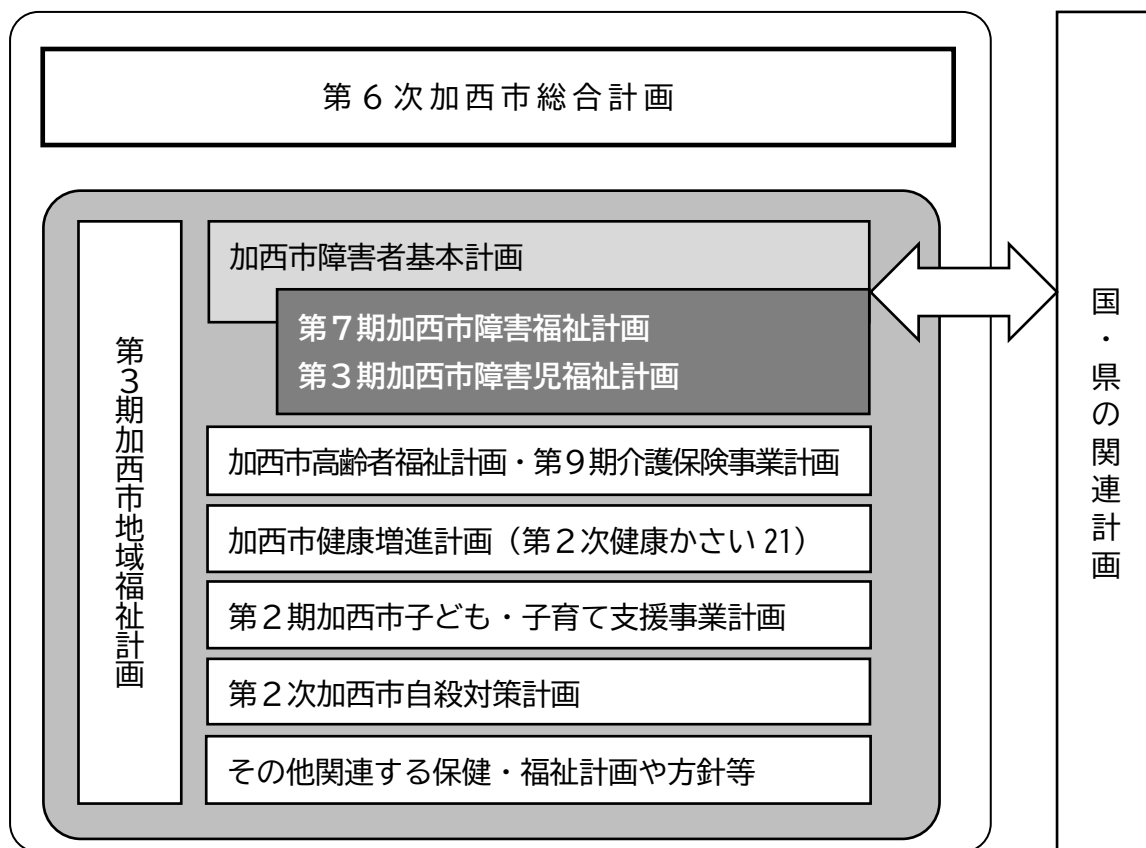 第６次加西市総合計画
第３期加西市地域福祉計画
加西市障害者基本計画
第７期加西市障害福祉計画
第３期加西市障害児福祉計画
加西市高齢者福祉計画・第９期介護保険事業計画
加西市健康増進計画（第２次健康かさい 21）
第２期加西市子ども・子育て支援事業計画
第２次加西市自殺対策計画
その他関連する保健・福祉計画や方針等
国・県の関連計画